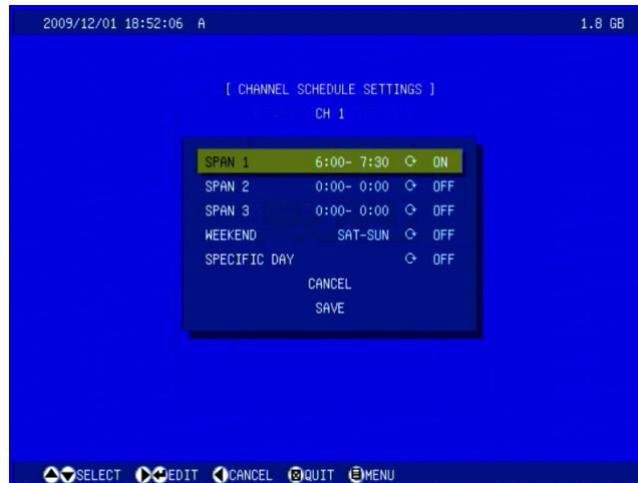 2009/12/01 18:52:06 A 1.8 GB
[ CHANNEL SCHEDULE SETTINGS ]
CH 1
SPAN 1 6:00- 7:30 ON
SPAN 2 0:00- 0:00 OFF
SPAN 3 0:00- 0:00 OFF
WEEKEND SAT-SUN OFF
SPECIFIC DAY OFF
CANCEL
SAVE
SELECT EDIT CANCEL QUIT MENU